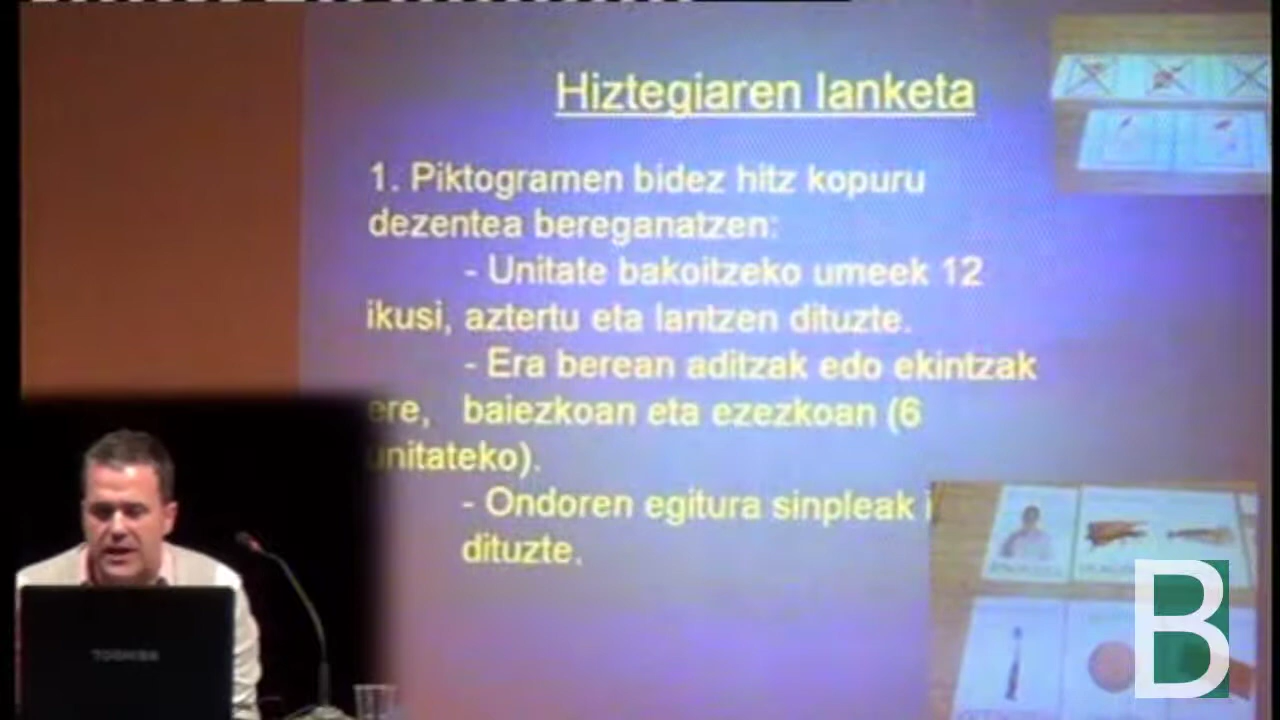 Hiztegiaren lanketa
1. Piktogramen bidez hitz kopuru
dezentea bereganatzen:
- Unitate bakoitzeko umeek 12
ikusi, aztertu eta lantzen dituzte.
- Era berean aditzak edo ekintzak
ere, baiezkoan eta ezezkoan (6
unitateko).
- Ondoren egitura sinpleak
dituzte.
TOSHIBA
B